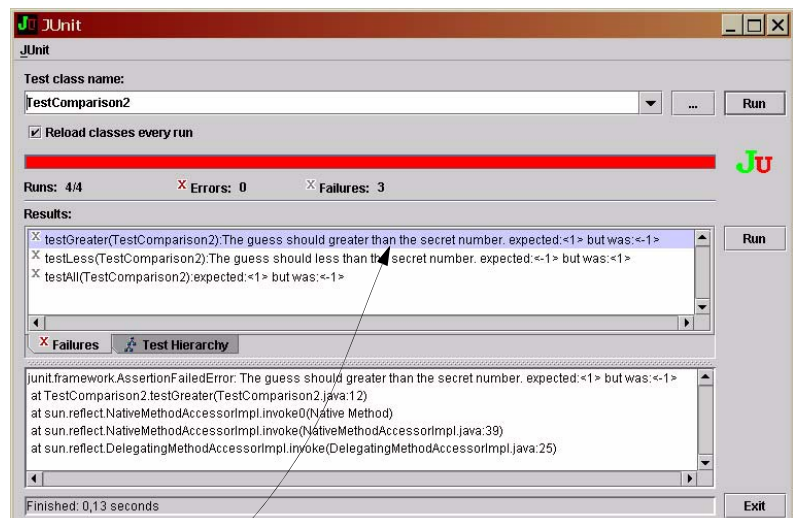 JU JUnit
JUnit
Test class name:
TestComparison2
... Run
Reload classes every run
JU
Runs: 4/4 X Errors: 0 X Failures: 3
Results:
X testGreater(TestComparison2):The guess should greater than the secret number. expected:<1> but was:<-1>
Run
X testLess(TestComparison2):The guess should less than the secret number. expected:<-1> but was:<1>
X testAll(TestComparison2):expected:<1> but was:<-1>
X Failures Test Hierarchy
junit.framework.AssertionFailedError: The guess should greater than the secret number. expected:<1> but was:<-1>
at TestComparison2.testGreater(TestComparison2.java:12)
at sun.reflect.NativeMethodAccessorImpl.invoke0(Native Method)
at sun.reflect.NativeMethodAccessorImpl.invoke(NativeMethodAccessorImpl.java:39)
at sun.reflect.DelegatingMethodAccessorImpl.invoke(DelegatingMethodAccessorImpl.java:25)
Finished: 0,13 seconds Exit